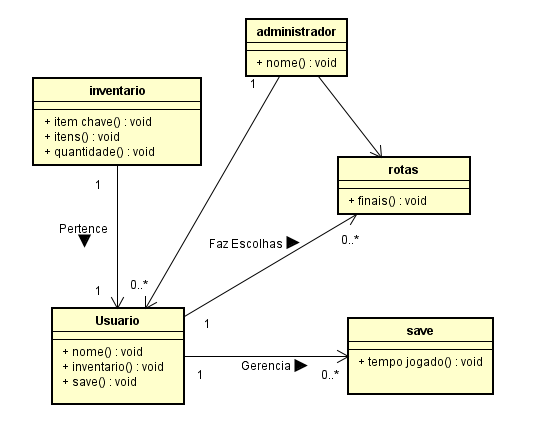 administrador
+ nome() : void
1
inventario
+ item chave() : void
+ itens() : void
+ quantidade() : void
1
rotas
+ finais() : void
Pertence
Faz Escolhas
0..*
1
0..*
Usuario
+ nome() : void
+ inventario() : void
+ save() : void
1
save
+ tempo jogado() : void
1
Gerencia
0..*